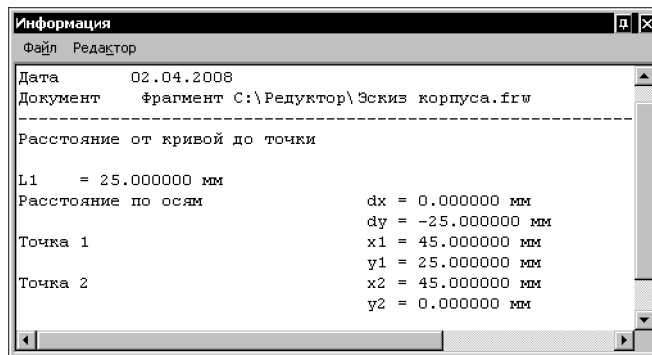 Информация
Файл Редактор
Дата 02.04.2008
Документ Фрагмент C:\Редуктор\Эскиз корпуса.frw
Расстояние от кривой до точки
L1 = 25.000000 мм
Расстояние по осям dx = 0.000000 мм
dy = -25.000000 мм
Точка 1 x1 = 45.000000 мм
y1 = 25.000000 мм
Точка 2 x2 = 45.000000 мм
y2 = 0.000000 мм